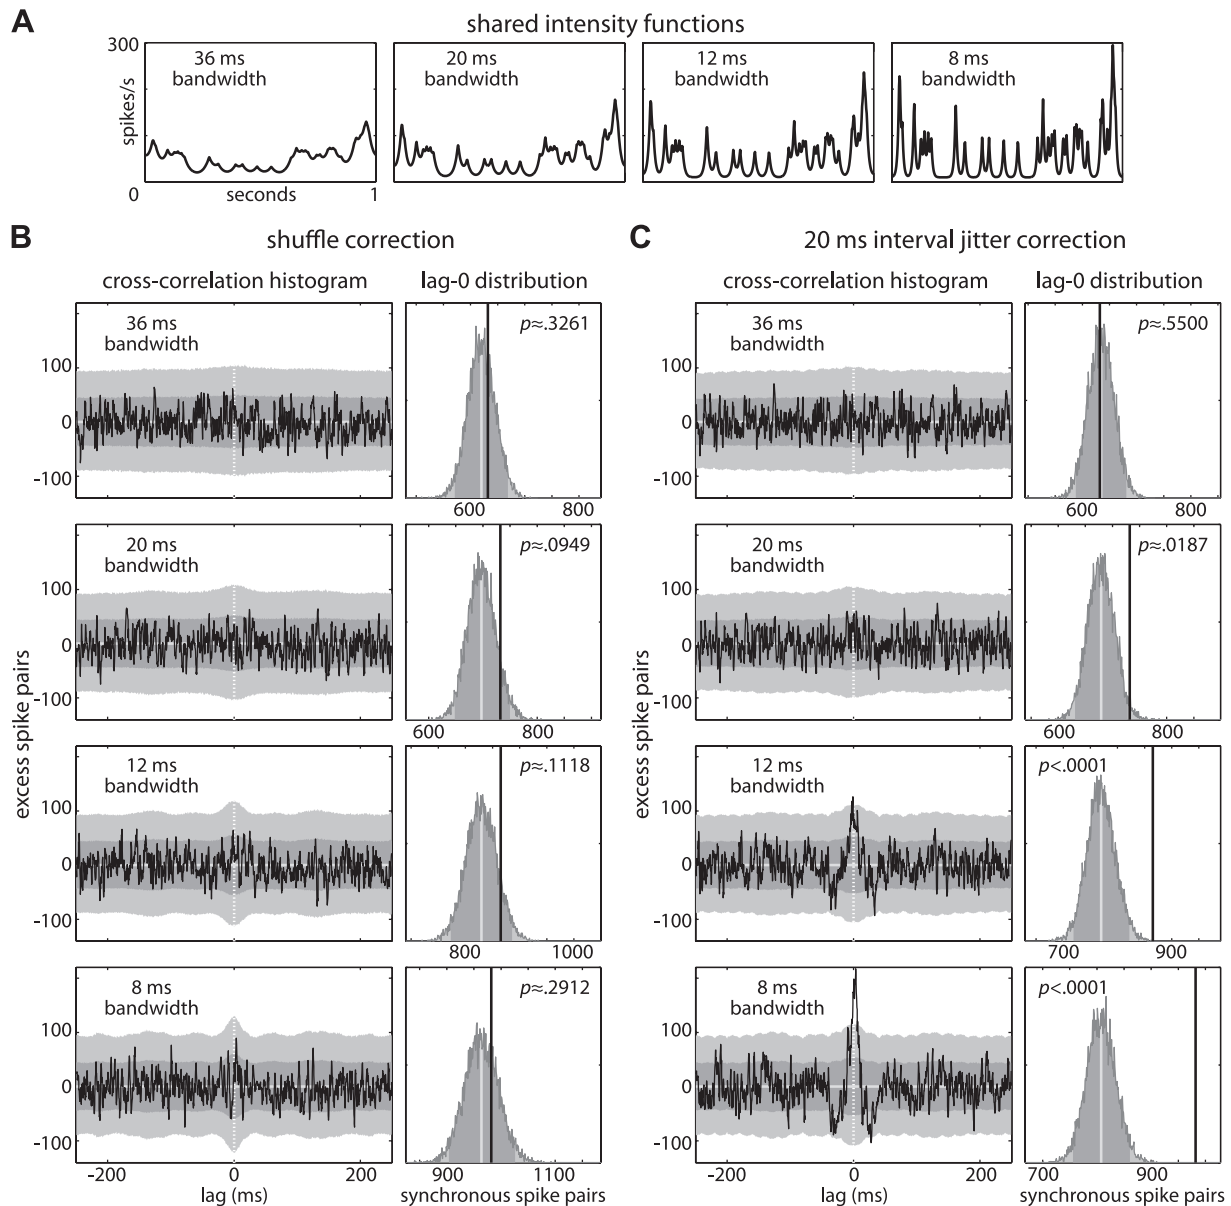 A
shared intensity functions
300
spikes/s
0
seconds
1
36 ms
bandwidth
20 ms
bandwidth
12 ms
bandwidth
8 ms
bandwidth
B
shuffle correction
cross-correlation histogram
lag-0 distribution
excess spike pairs
36 ms
bandwidth
100
0
-100
p≈.3261
600
800
20 ms
bandwidth
100
0
-100
p≈.0949
600
800
12 ms
bandwidth
100
0
-100
p≈.1118
800
1000
8 ms
bandwidth
100
0
-100
-200
0
200
lag (ms)
p≈.2912
900
1100
synchronous spike pairs
C
20 ms interval jitter correction
cross-correlation histogram
lag-0 distribution
excess spike pairs
36 ms
bandwidth
100
0
-100
p≈.5500
600
800
20 ms
bandwidth
100
0
-100
p≈.0187
600
800
12 ms
bandwidth
100
0
-100
p<.0001
700
900
8 ms
bandwidth
100
0
-100
-200
0
200
lag (ms)
p<.0001
700
900
synchronous spike pairs